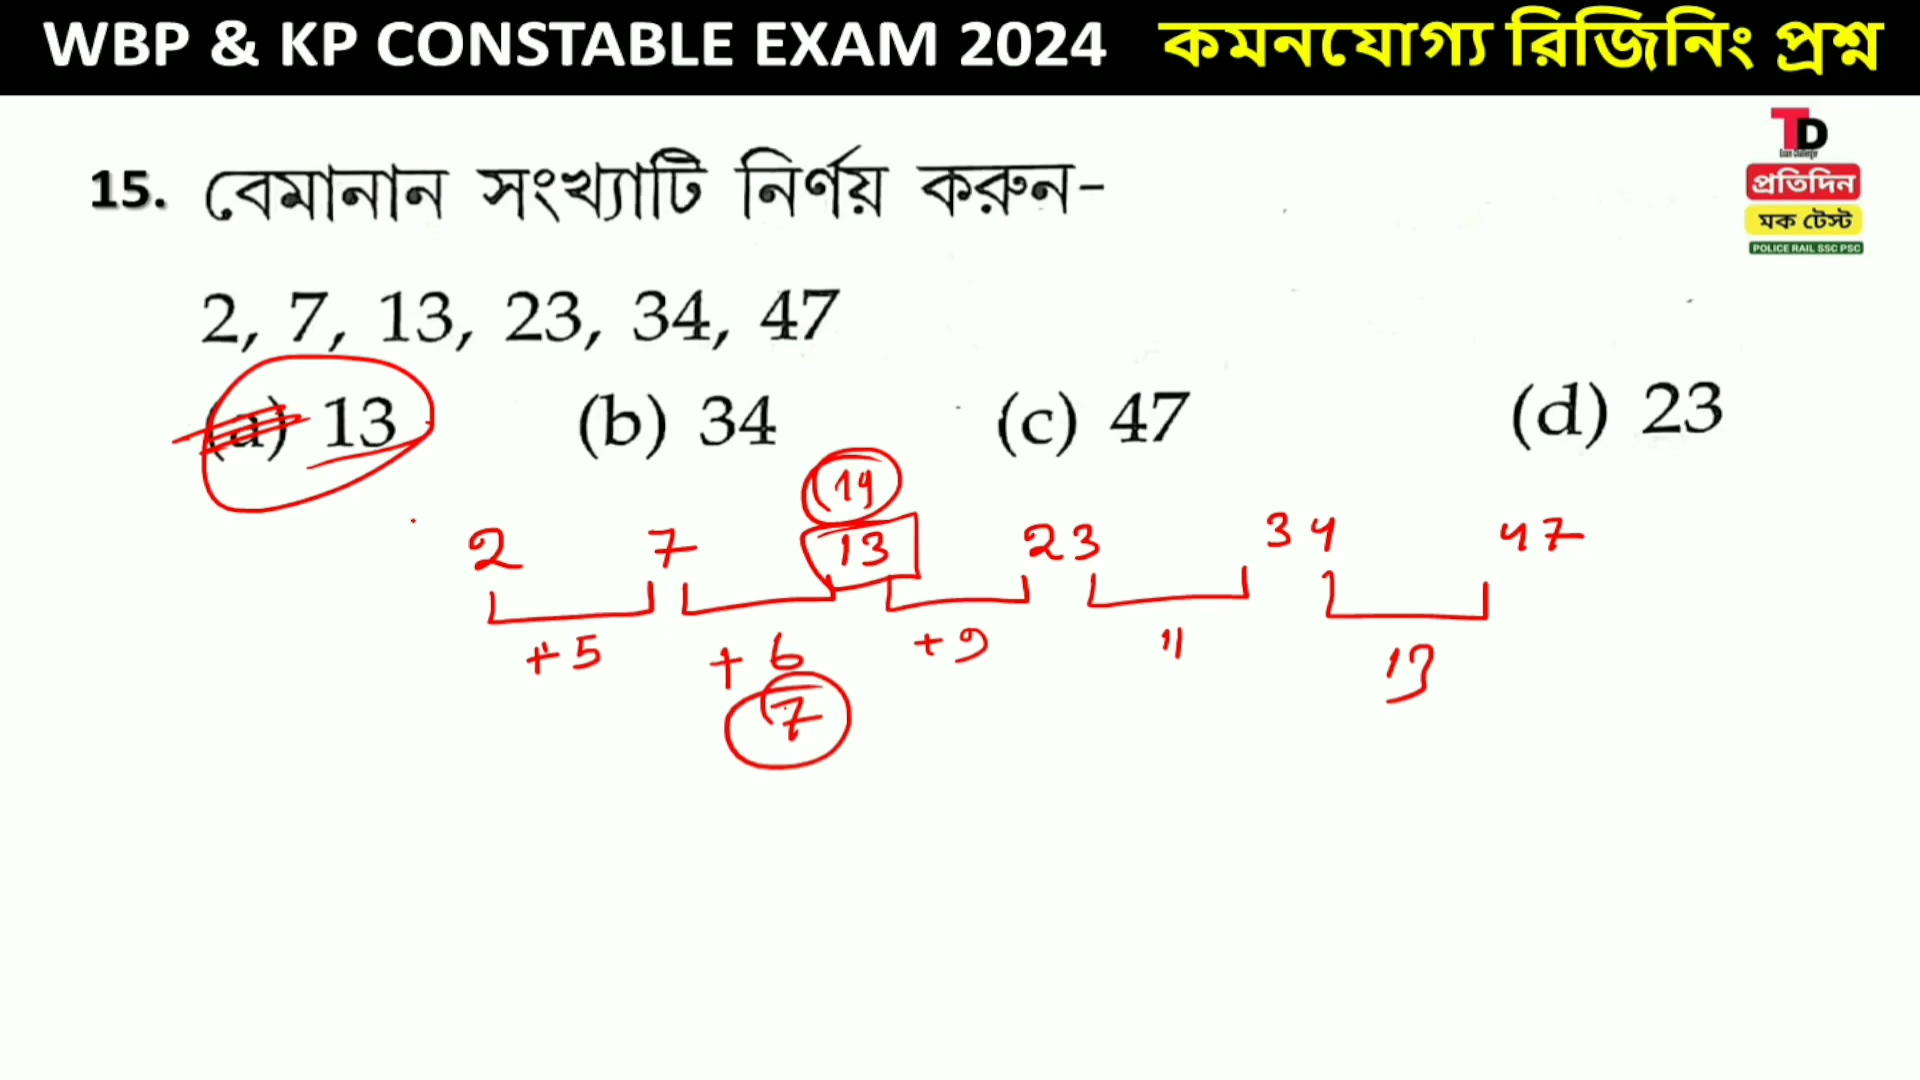 WBP & KP CONSTABLE EXAM 2024 কমনযোগ্য রিজিনিং প্রশ্ন
TD
প্রতিদিন
মক টেস্ট
POLICE RAIL SSC PSC
15. বেমানান সংখ্যাটি নির্ণয় করুন-
2, 7, 13, 23, 34, 47
(a) 13 (b) 34 (c) 47 (d) 23
14
2 7 13 23 34 47
+5 +6 +9 11 13
7